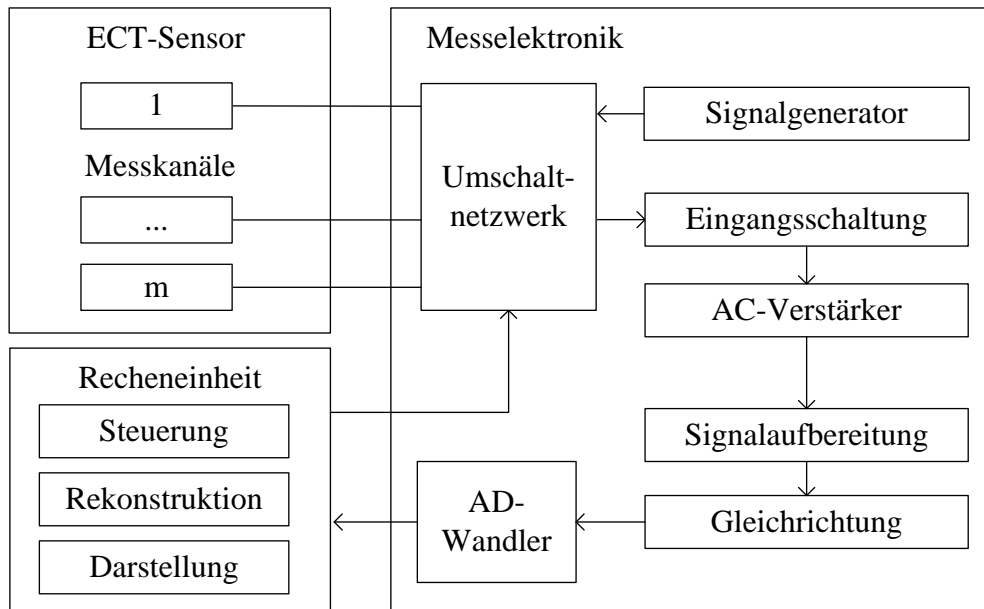 ECT-Sensor
1
Messkanäle
...
m
Messelektronik
Umschalt-
netzwerk
Signalgenerator
Eingangsschaltung
AC-Verstärker
Signalaufbereitung
Gleichrichtung
AD-
Wandler
Recheneinheit
Steuerung
Rekonstruktion
Darstellung